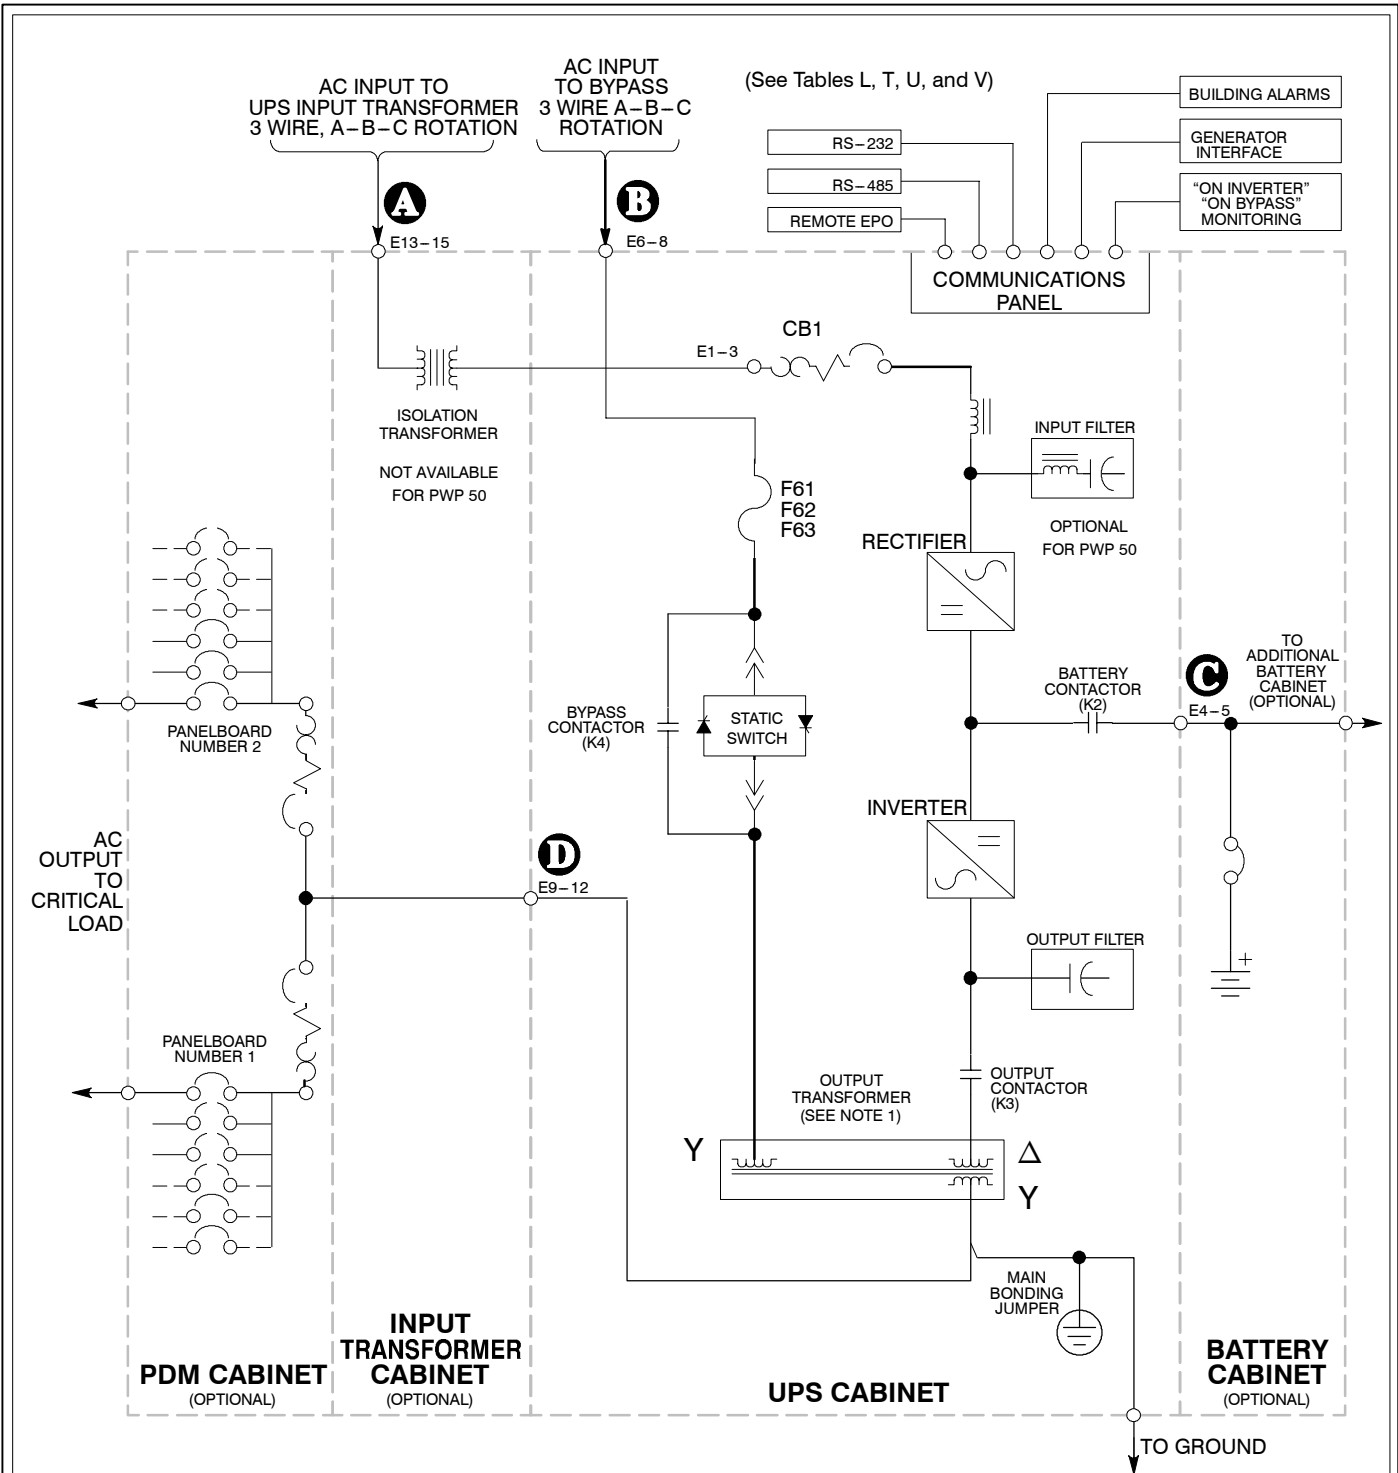 AC INPUT TO
UPS INPUT TRANSFORMER
3 WIRE, A-B-C ROTATION
AC INPUT
TO BYPASS
3 WIRE A-B-C
ROTATION
(See Tables L, T, U, and V)
BUILDING ALARMS
RS-232
GENERATOR
INTERFACE
RS-485
"ON INVERTER"
"ON BYPASS"
MONITORING
REMOTE EPO
A
B
E13-15
E6-8
COMMUNICATIONS
PANEL
CB1
E1-3
ISOLATION
TRANSFORMER
NOT AVAILABLE
FOR PWP 50
INPUT FILTER
OPTIONAL
FOR PWP 50
F61
F62
F63
RECTIFIER
TO
ADDITIONAL
BATTERY
CABINET
(OPTIONAL)
C
E4-5
BATTERY
CONTACTOR
(K2)
BYPASS
CONTACTOR
(K4)
STATIC
SWITCH
PANELBOARD
NUMBER 2
INVERTER
AC
OUTPUT
TO
CRITICAL
LOAD
D
E9-12
OUTPUT FILTER
+
PANELBOARD
NUMBER 1
OUTPUT
TRANSFORMER
(SEE NOTE 1)
OUTPUT
CONTACTOR
(K3)
Y
Δ
Y
MAIN
BONDING
JUMPER
PDM CABINET
(OPTIONAL)
INPUT
TRANSFORMER
CABINET
(OPTIONAL)
UPS CABINET
BATTERY
CABINET
(OPTIONAL)
TO GROUND